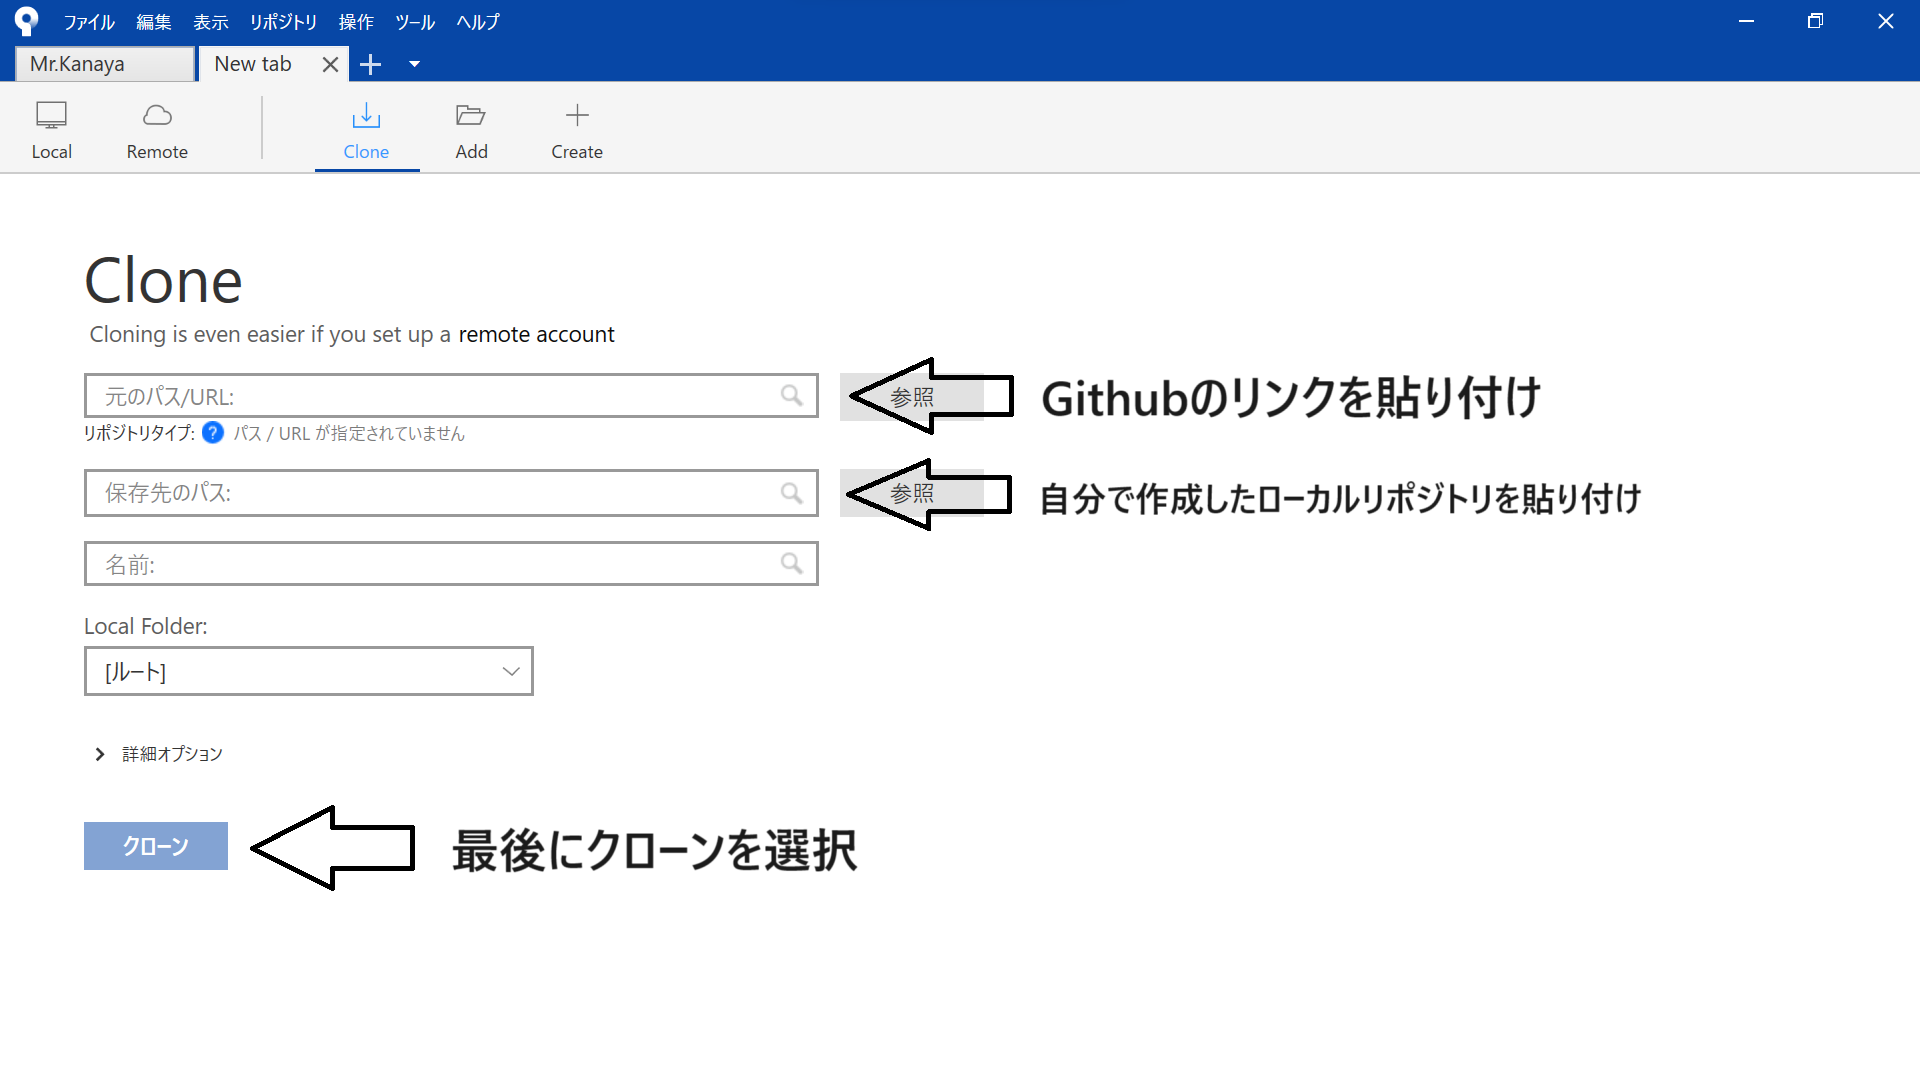 ファイル 編集 表示 リポジトリ 操作 ツール ヘルプ
Mr.Kanaya New tab
Local Remote Clone Add Create
Clone
Cloning is even easier if you set up a remote account
元のパス/URL: 参照 Githubのリンクを貼り付け
リポジトリタイプ: ? パス / URL が指定されていません
保存先のパス: 参照 自分で作成したローカルリポジトリを貼り付け
名前:
Local Folder:
[ルート]
詳細オプション
クローン 最後にクローンを選択